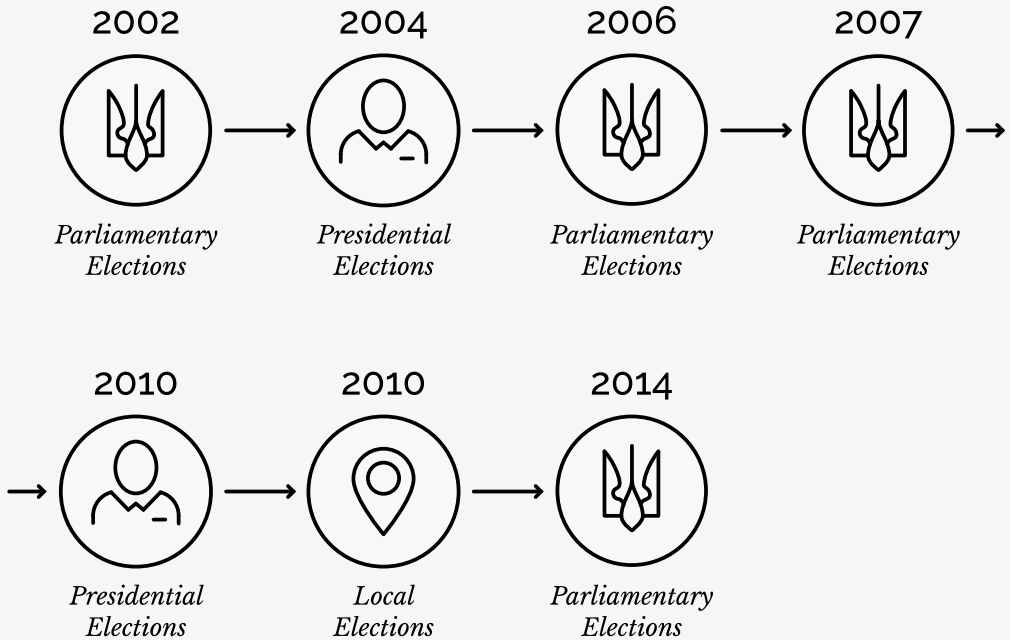 2002
2004
2006
2007
Parliamentary
Elections
Presidential
Elections
Parliamentary
Elections
Parliamentary
Elections
2010
2010
2014
Presidential
Elections
Local
Elections
Parliamentary
Elections